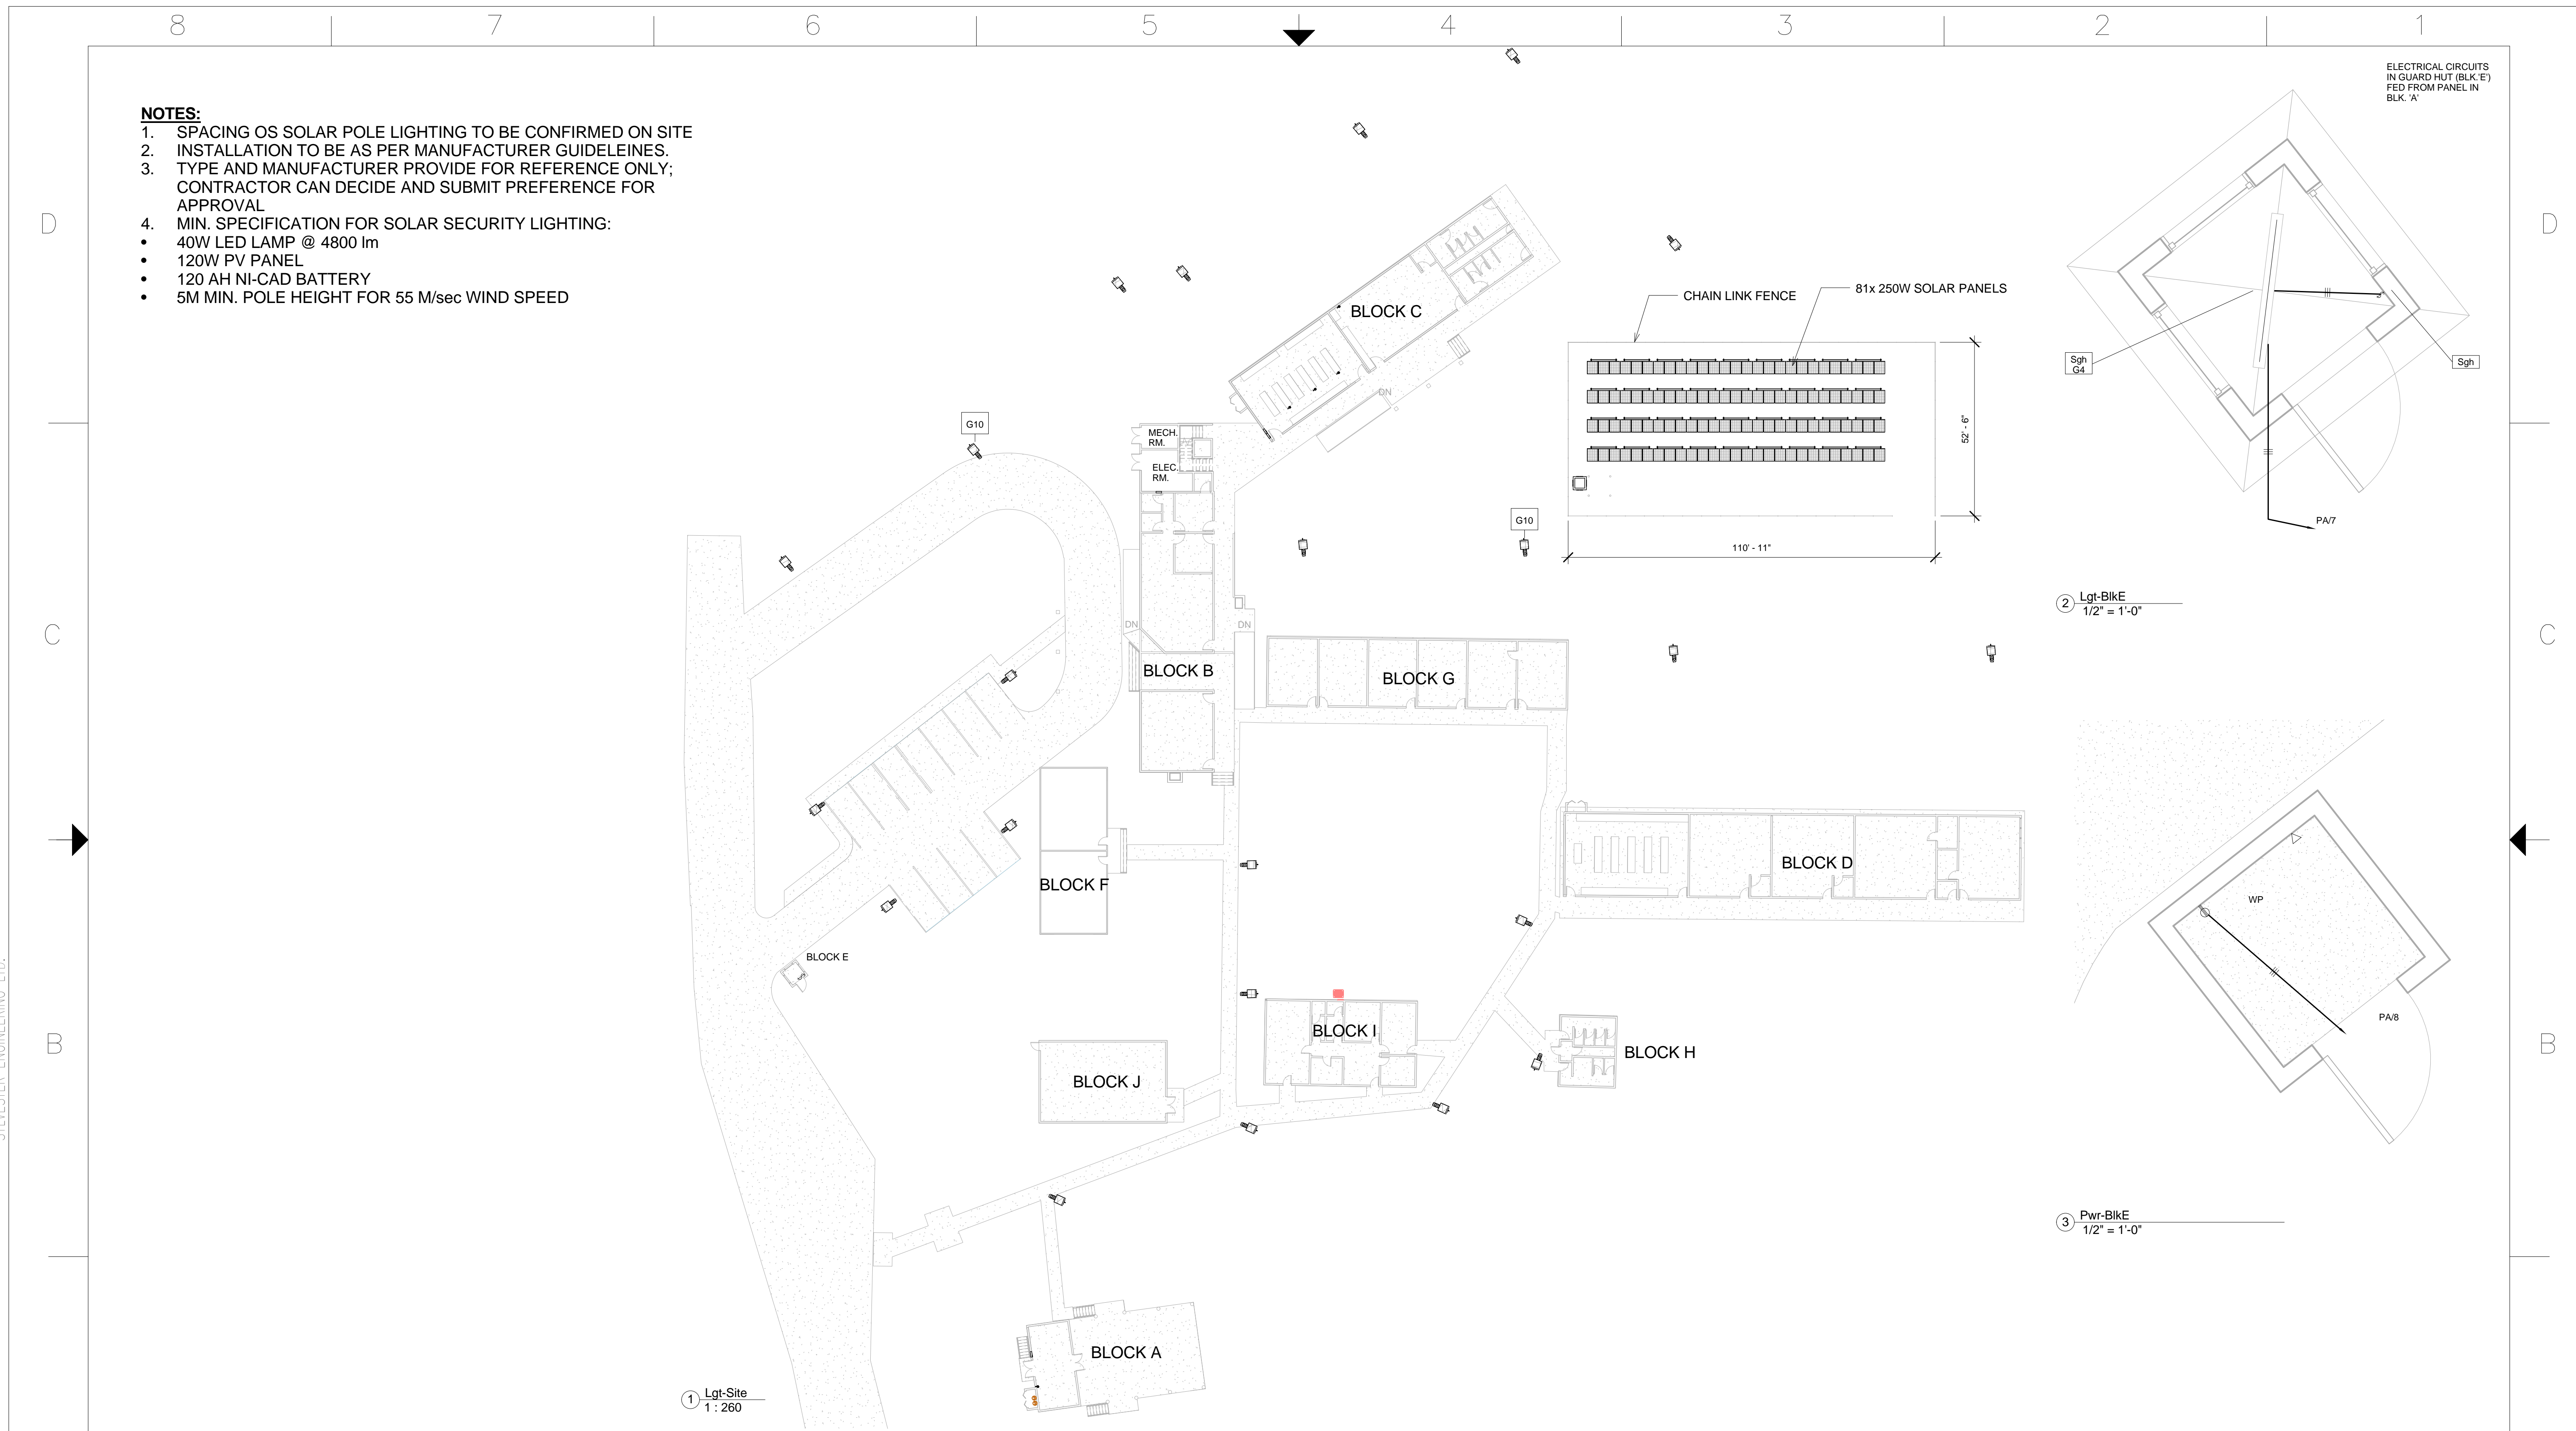 8 7 6 5 4 3 2 1
ELECTRICAL CIRCUITS
IN GUARD HUT (BLK.'E')
FED FROM PANEL IN
BLK. 'A'
NOTES:
1. SPACING OS SOLAR POLE LIGHTING TO BE CONFIRMED ON SITE
2. INSTALLATION TO BE AS PER MANUFACTURER GUIDELEINES.
3. TYPE AND MANUFACTURER PROVIDE FOR REFERENCE ONLY;
CONTRACTOR CAN DECIDE AND SUBMIT PREFERENCE FOR
APPROVAL
4. MIN. SPECIFICATION FOR SOLAR SECURITY LIGHTING:
• 40W LED LAMP @ 4800 lm
• 120W PV PANEL
• 120 AH NI-CAD BATTERY
• 5M MIN. POLE HEIGHT FOR 55 M/sec WIND SPEED
D
D
CHAIN LINK FENCE
81x 250W SOLAR PANELS
BLOCK C
DN
Sgh
G4
Sgh
G10
MECH.
RM.
ELEC.
RM.
52' - 6"
G10
PA/7
110' - 11"
2
Lgt-BlkE
1/2" = 1'-0"
C
C
DN
DN
BLOCK B
BLOCK G
BLOCK D
BLOCK F
WP
BLOCK E
PA/8
B
B
BLOCK I
BLOCK H
BLOCK J
3
Pwr-BlkE
1/2" = 1'-0"
BLOCK A
1
Lgt-Site
1 : 260